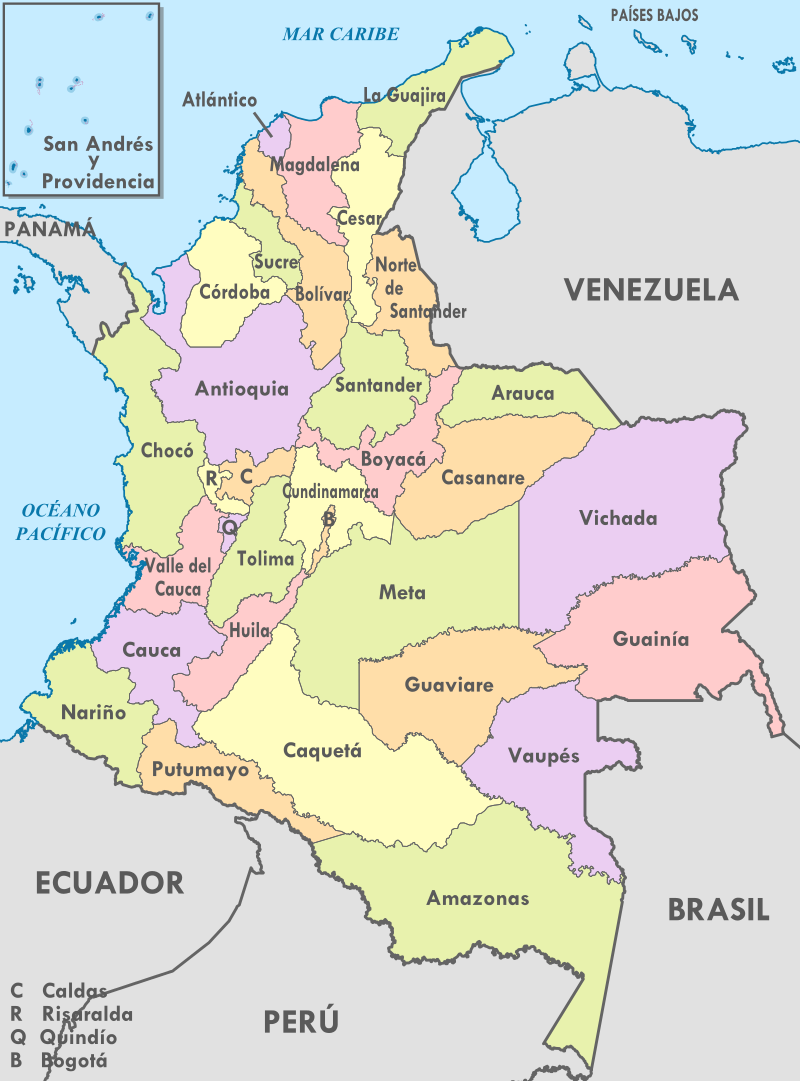 PAÍSES BAJOS
MAR CARIBE
La Guajira
Atlántico
San Andrés
y
Providencia
Magdalena
Cesar
PANAMÁ
Sucre
Norte
de
Santander
Córdoba
Bolívar
VENEZUELA
Antioquia
Santander
Arauca
Chocó
Boyacá
R
C
Cundinamarca
Casanare
OCÉANO
PACÍFICO
Q
B
Vichada
Tolima
Valle del
Cauca
Meta
Huila
Guainía
Cauca
Guaviare
Nariño
Caquetá
Vaupés
Putumayo
ECUADOR
Amazonas
BRASIL
C Caldas
R Risaralda
Q Quindío
B Bogotá
PERÚ